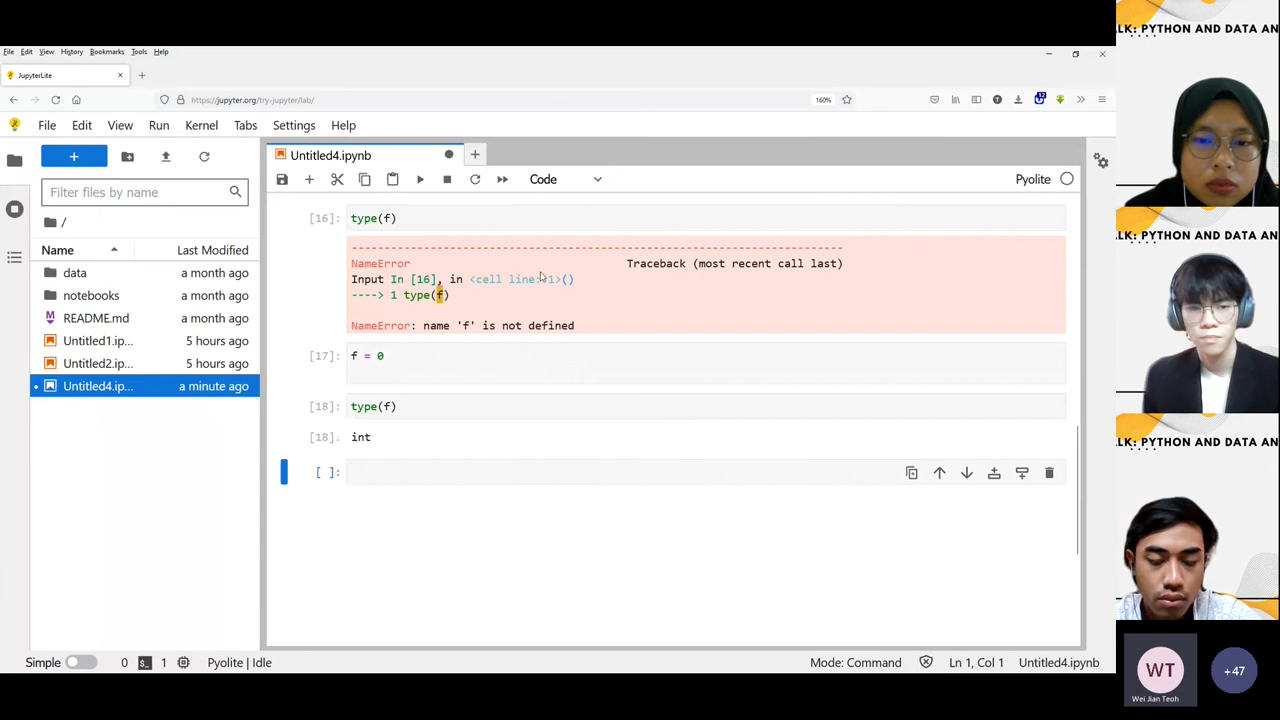 LK: PYTHON AND DATA AN
File Edit View History Bookmarks Tools Help
JupyterLite
https://jupyter.org/try-jupyter/lab/
160%
File Edit View Run Kernel Tabs Settings Help
Untitled4.ipynb
Filter files by name
Code
Pyolite
/
Name
Last Modified
data
a month ago
notebooks
a month ago
README.md
a month ago
Untitled1.ip...
5 hours ago
Untitled2.ip...
5 hours ago
Untitled4.ip...
a minute ago
[16]: type(f)
---------------------------------------------------------------------------
NameError Traceback (most recent call last)
Input In [16], in <cell line: 1>()
----> 1 type(f)
NameError: name 'f' is not defined
[17]: f = 0
[18]: type(f)
[18]: int
[ ]:
Simple
0
1
Pyolite | Idle
Mode: Command
Ln 1, Col 1
Untitled4.ipynb
LK: PYTHON AND DATA AN
LK: PYTHON AND DATA AN
WT
Wei Jian Teoh
+47